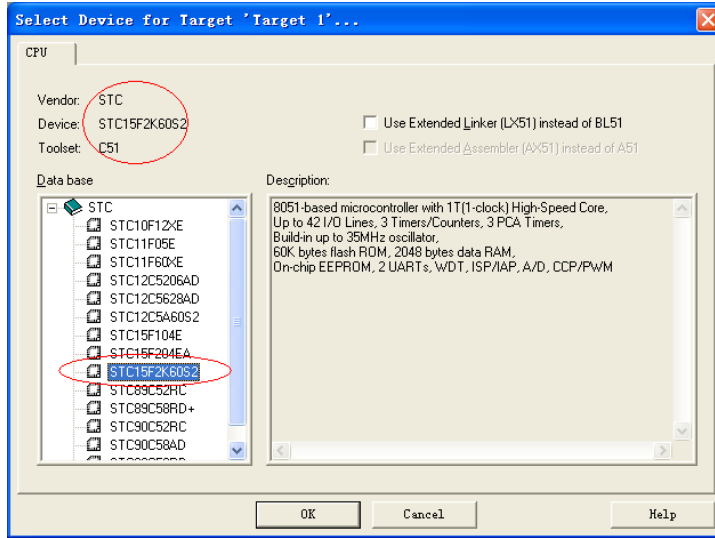 Select Device for Target 'Target 1'...
CPU
Vendor: STC
Device: STC15F2K60S2
Toolset: C51
Use Extended Linker (LX51) instead of BL51
Use Extended Assembler (AX51) instead of A51
Data base
STC
STC10F12XE
STC11F05E
STC11F60XE
STC12C5206AD
STC12C5628AD
STC12C5A60S2
STC15F104E
STC15F204EA
STC15F2K60S2
STC89C52RC
STC89C58RD+
STC90C52RC
STC90C58AD
Description:
8051-based microcontroller with 1T(1-clock) High-Speed Core,
Up to 42 I/O Lines, 3 Timers/Counters, 3 PCA Timers,
Build-in up to 35MHz oscillator,
60K bytes flash ROM, 2048 bytes data RAM,
On-chip EEPROM, 2 UARTs, WDT, ISP/IAP, A/D, CCP/PWM
OK
Cancel
Help